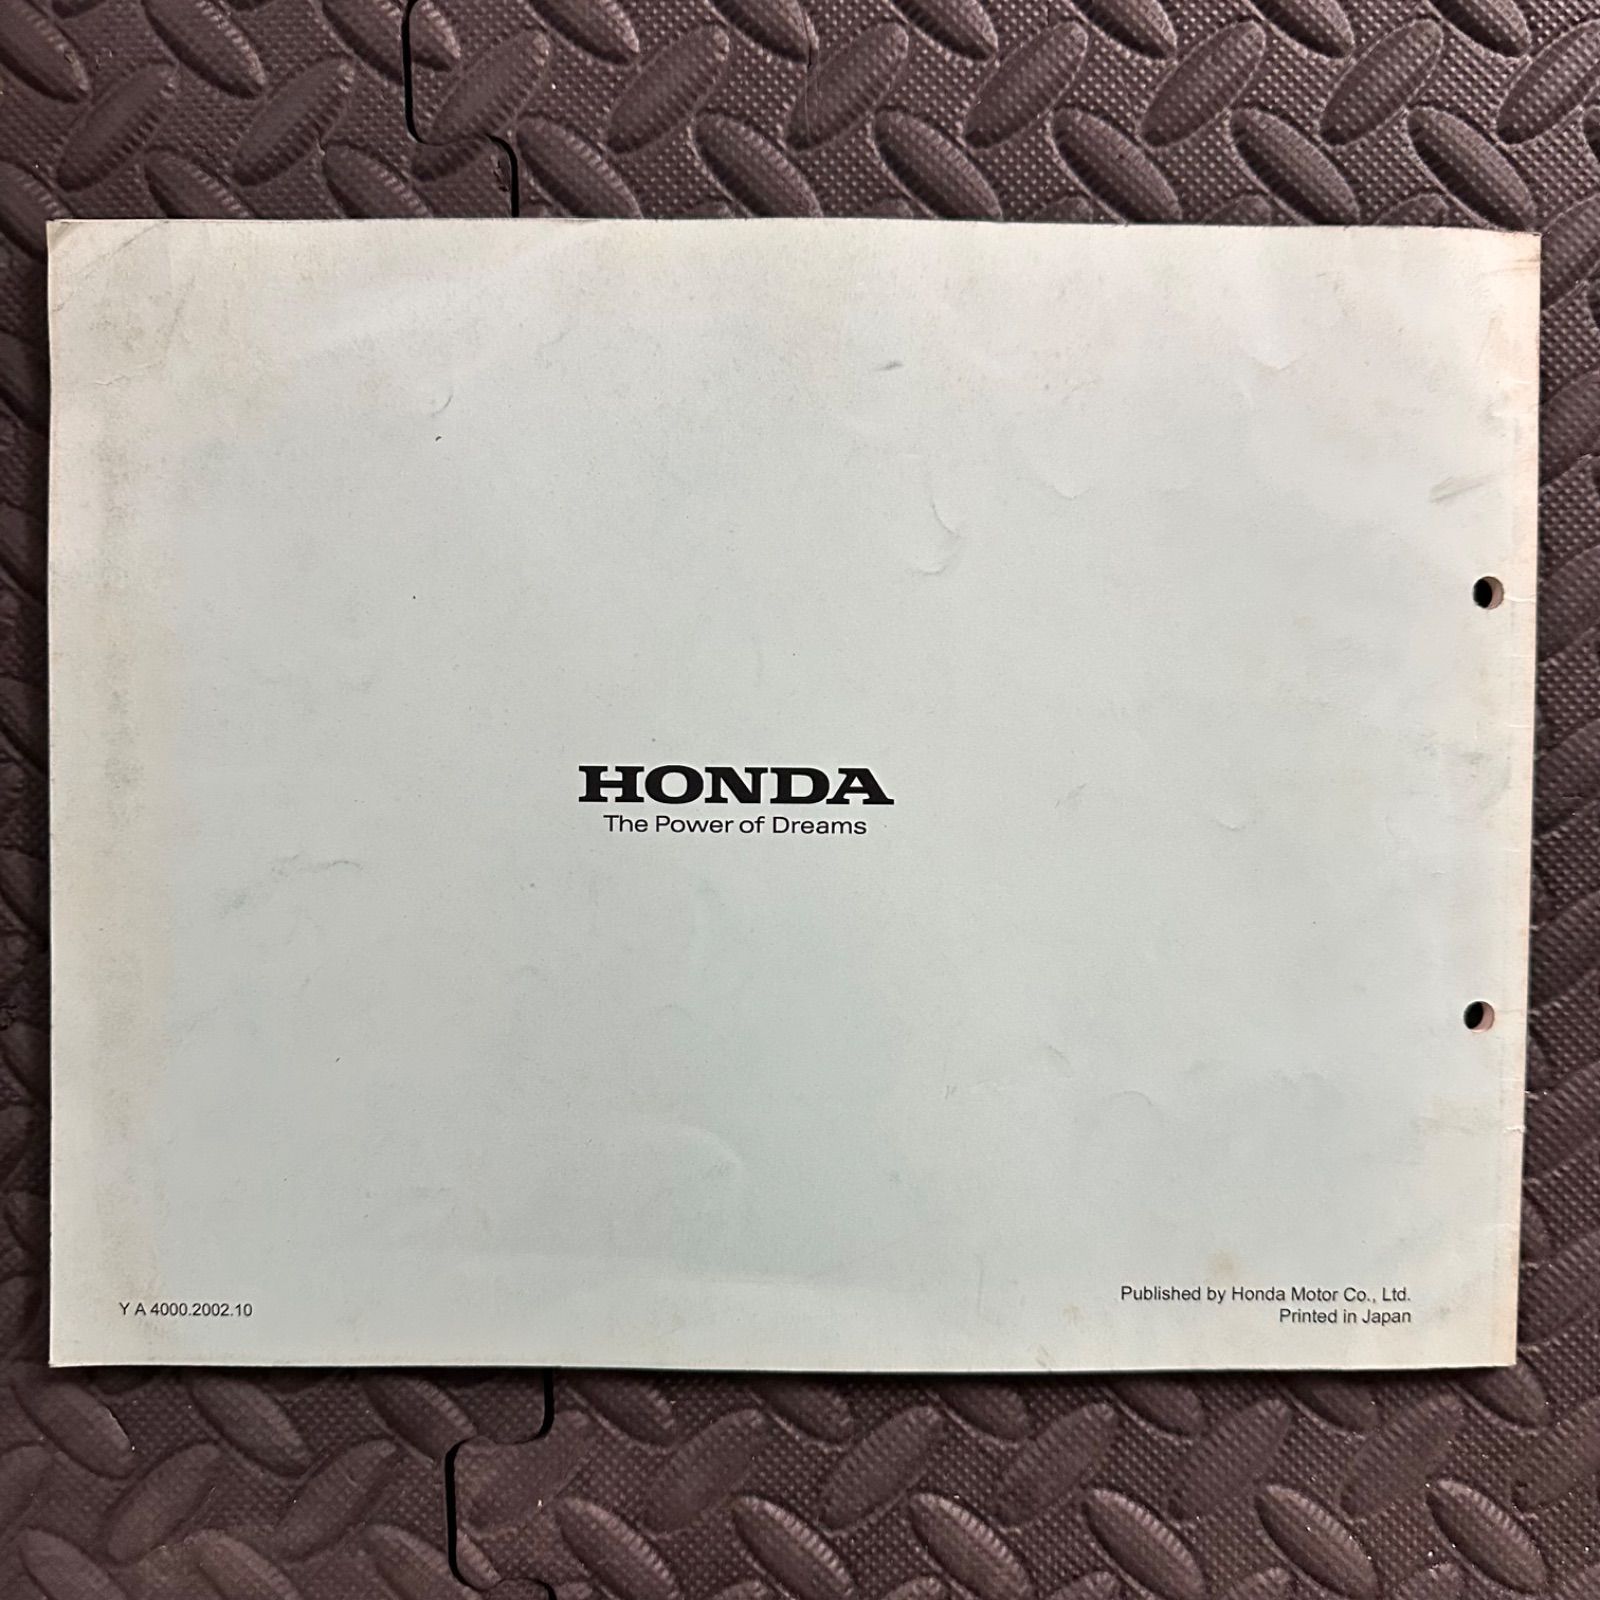 HONDA
The Power of Dreams
Y A 4000.2002.10
Published by Honda Motor Co., Ltd.
Printed in Japan